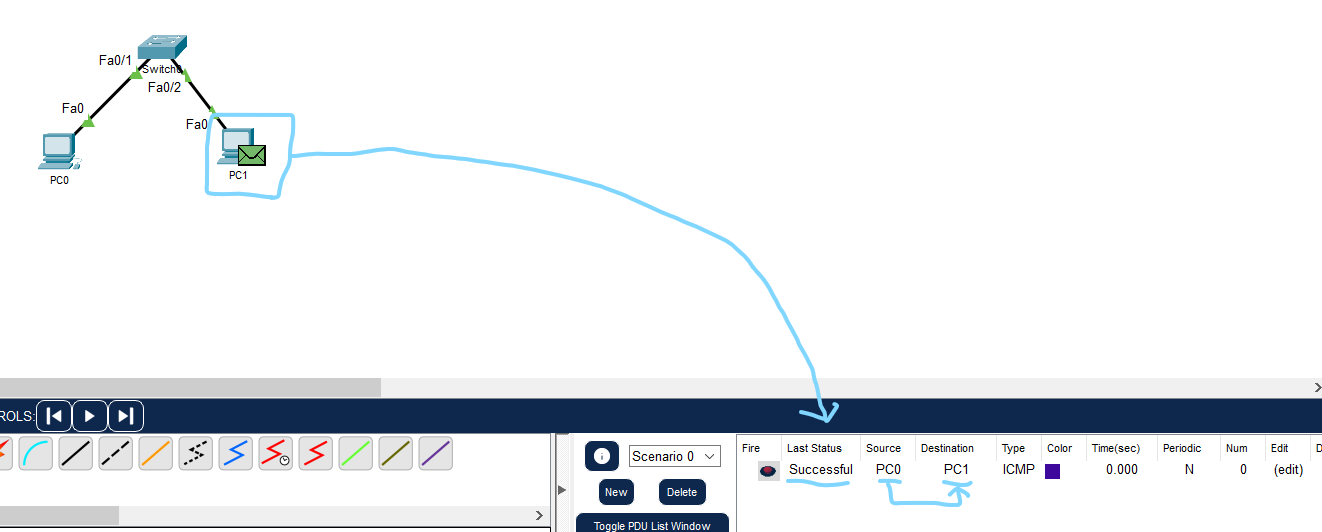 Fa0/1
Switch0
Fa0/2
Fa0
Fa0
PC0
PC1
ROLS:
Scenario 0
New
Delete
Toggle PDU List Window
Fire Last Status Source Destination Type Color Time(sec) Periodic Num Edit D
Successful PC0 PC1 ICMP 0.000 N 0 (edit)